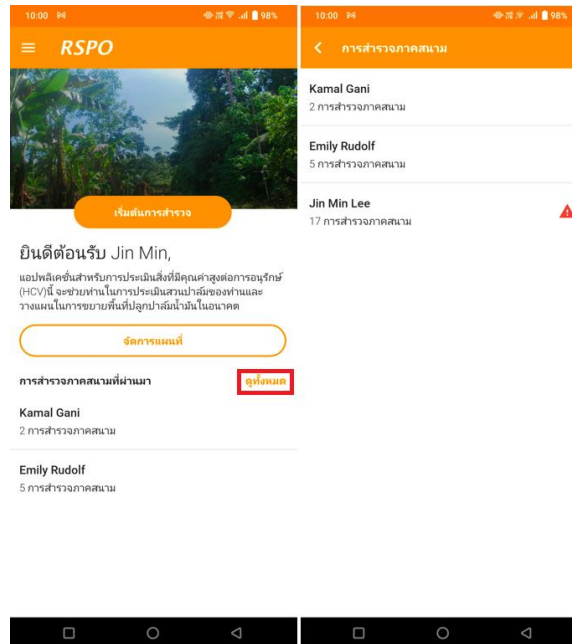 10:00
98%
RSPO
เริ่มต้นการสำรวจ
ยินดีต้อนรับ Jin Min,
แอปพลิเคชั่นสำหรับการประเมินสิ่งที่มีคุณค่าสูงต่อการอนุรักษ์
(HCV)นี้ จะช่วยท่านในการประเมินสวนปาล์มของท่านและ
วางแผนในการขยายพื้นที่ปลูกปาล์มน้ำมันในอนาคต
จัดการแผนที่
การสำรวจภาคสนามที่ผ่านมา
ดูทั้งหมด
Kamal Gani
2 การสำรวจภาคสนาม
Emily Rudolf
5 การสำรวจภาคสนาม
10:00
98%
การสำรวจภาคสนาม
Kamal Gani
2 การสำรวจภาคสนาม
Emily Rudolf
5 การสำรวจภาคสนาม
Jin Min Lee
17 การสำรวจภาคสนาม